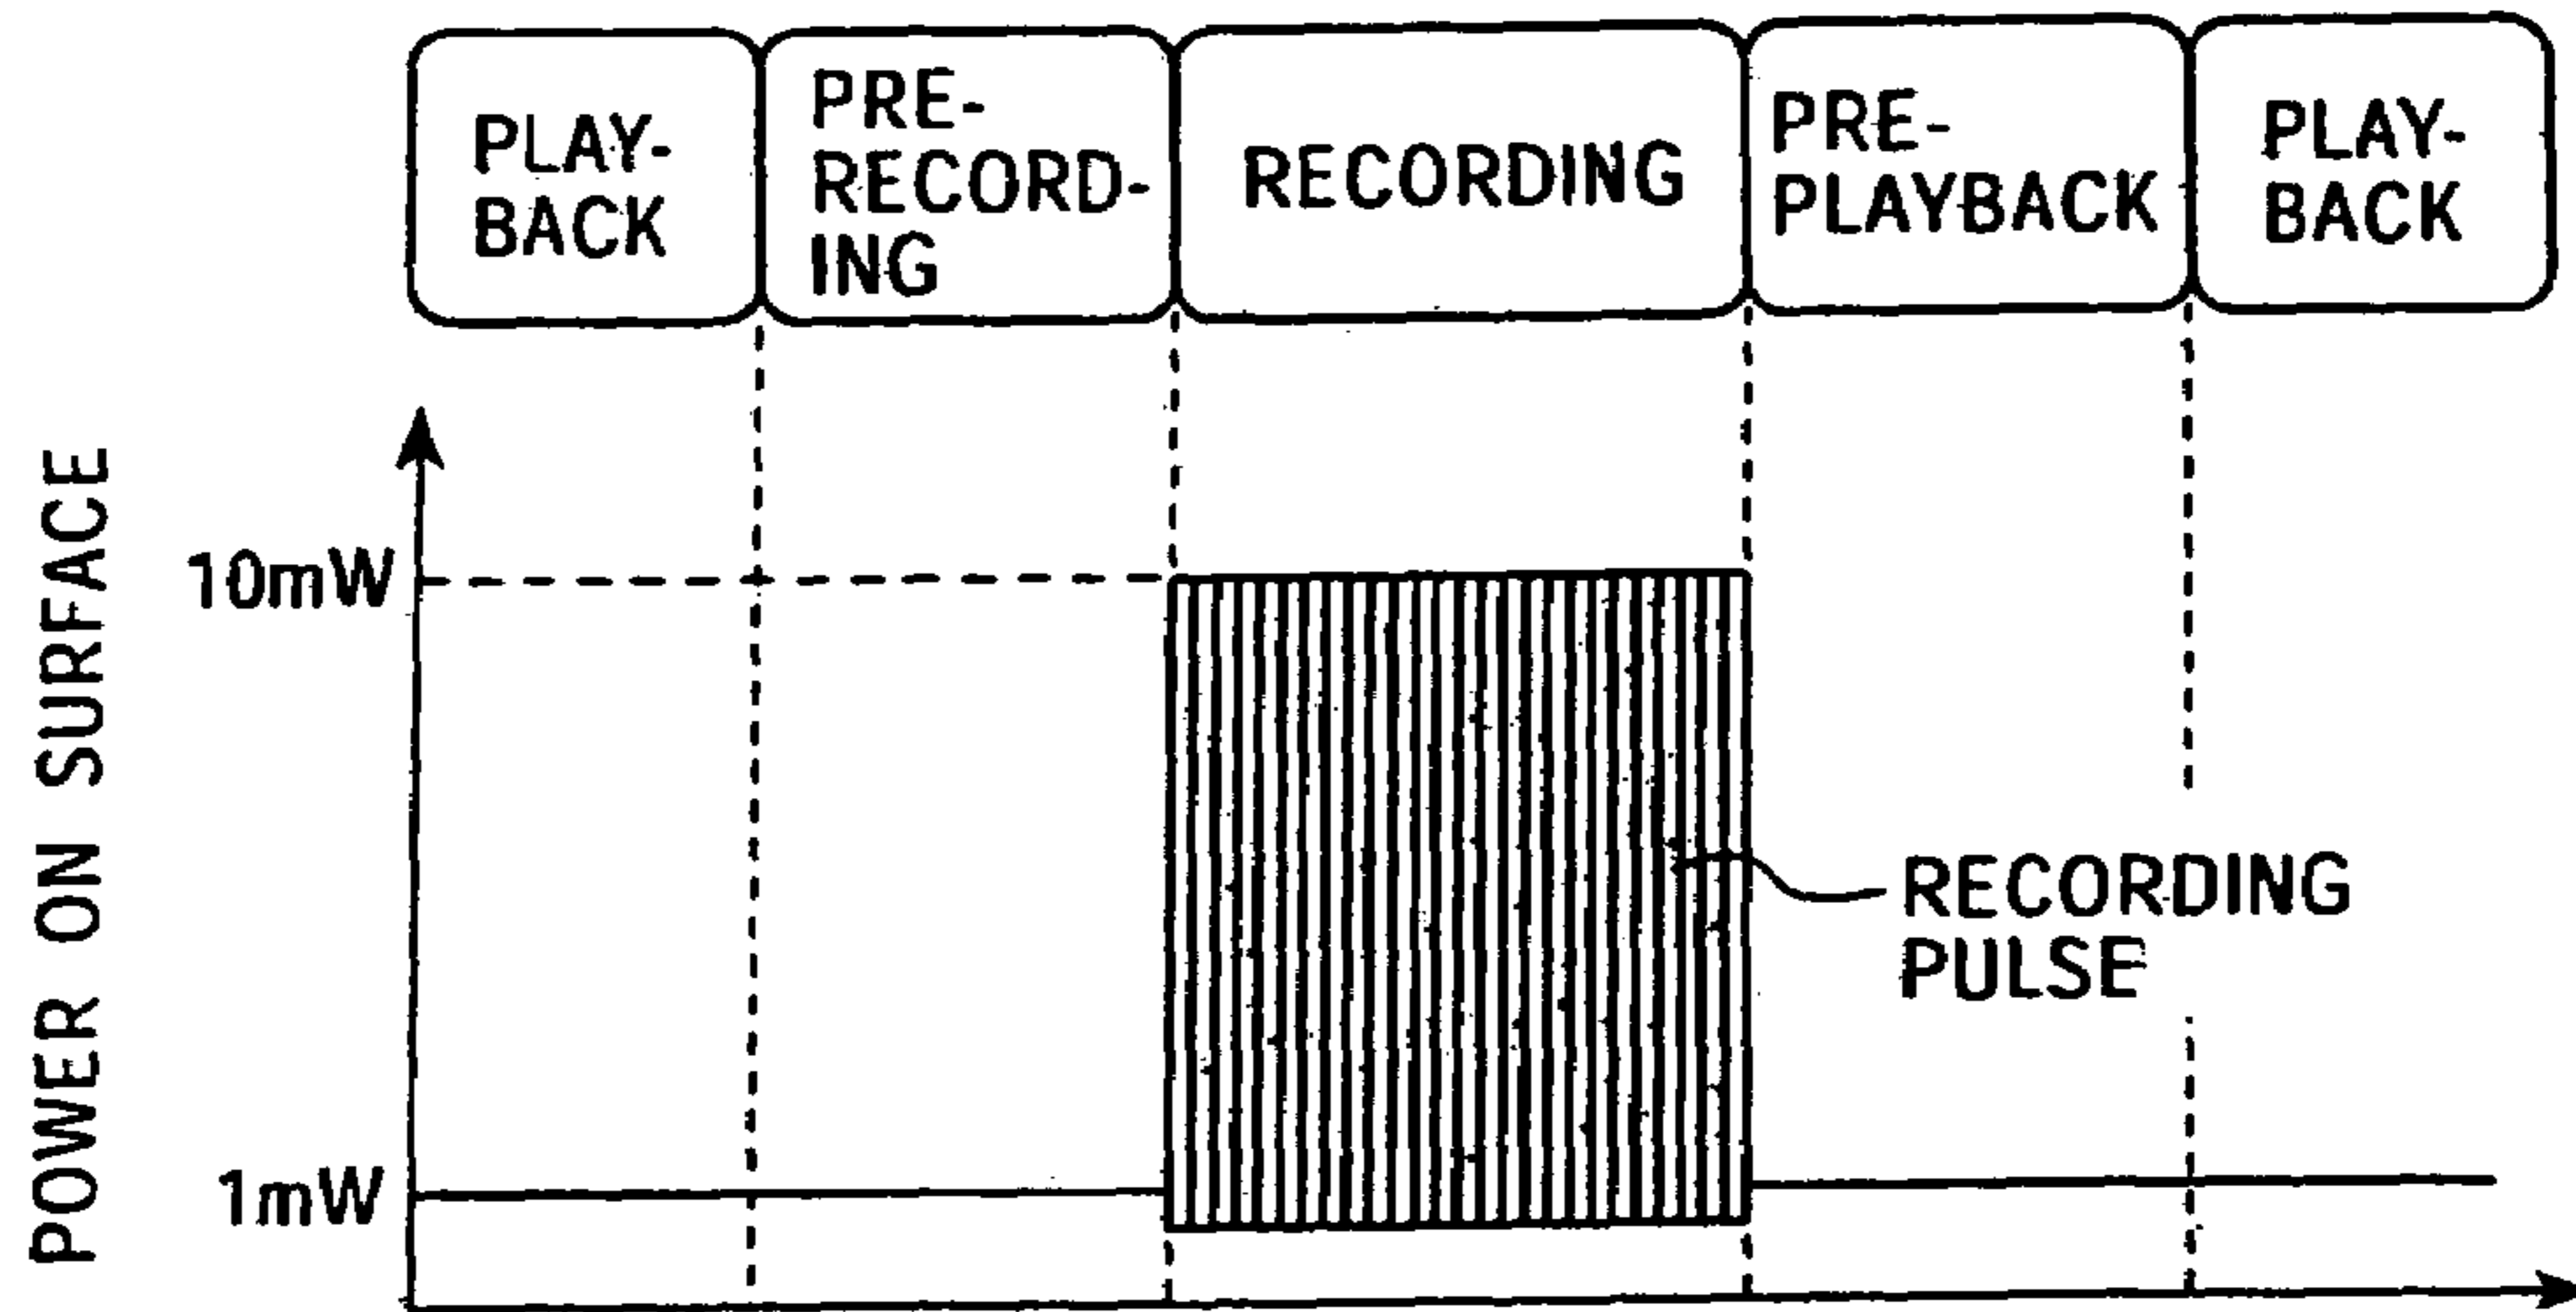 PLAY-
BACK
PRE-
RECORD-
ING
RECORDING
PRE-
PLAYBACK
PLAY-
BACK
POWER ON SURFACE
10mW
1mW
RECORDING
PULSE